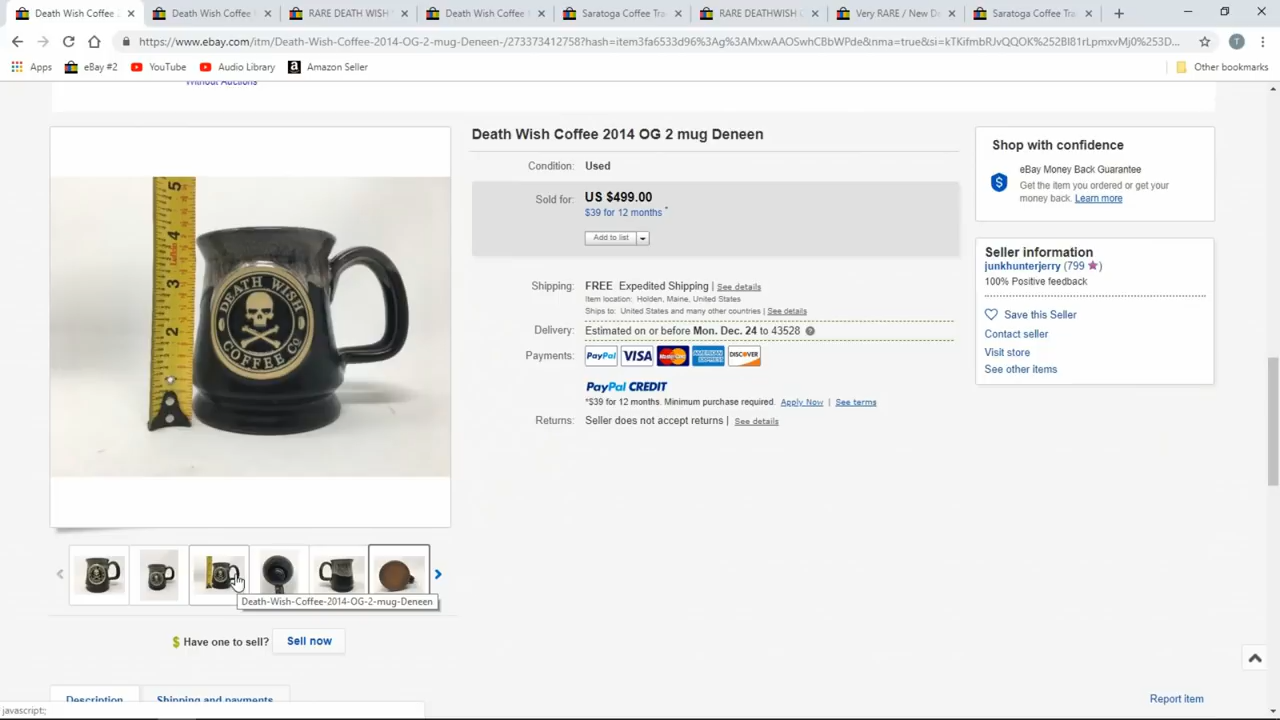 Death Wish Coffee
Death Wish Coffee
RARE DEATH WISH
Death Wish Coffee
Saratoga Coffee Tra
RARE DEATHWISH
Very RARE / New D
Saratoga Coffee Tra
https://www.ebay.com/itm/Death-Wish-Coffee-2014-OG-2-mug-Deneen-/273373412758?hash=item3fa6533d96%3Ag%3AMxwAAOSwhCBbWPde&nma=true&si=kTKifmbRJvQQOK%252BI81rLpmxvMj0%253D...
T
Apps
eBay #2
YouTube
Audio Library
Amazon Seller
Other bookmarks
Without Auctions
Death Wish Coffee 2014 OG 2 mug Deneen
Condition: Used
Sold for: US $499.00
$39 for 12 months *
Add to list
Shipping: FREE Expedited Shipping | See details
Item location: Holden, Maine, United States
Ships to: United States and many other countries | See details
Delivery: Estimated on or before Mon. Dec. 24 to 43528
Payments: PayPal VISA MasterCard AMERICAN EXPRESS DISCOVER
PayPal CREDIT
*$39 for 12 months. Minimum purchase required. Apply Now | See terms
Returns: Seller does not accept returns | See details
Shop with confidence
eBay Money Back Guarantee
Get the item you ordered or get your
money back. Learn more
Seller information
junkhunterjerry (799 )
100% Positive feedback
Save this Seller
Contact seller
Visit store
See other items
5
4
3
2
DEATH WISH
COFFEE CO
Death-Wish-Coffee-2014-OG-2-mug-Deneen
Have one to sell? Sell now
Description
Shipping and payments
Report item
javascript:;